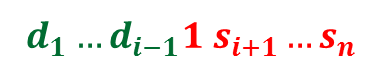 d₁ … dᵢ₋₁ 1 sᵢ₊₁ … sₙ